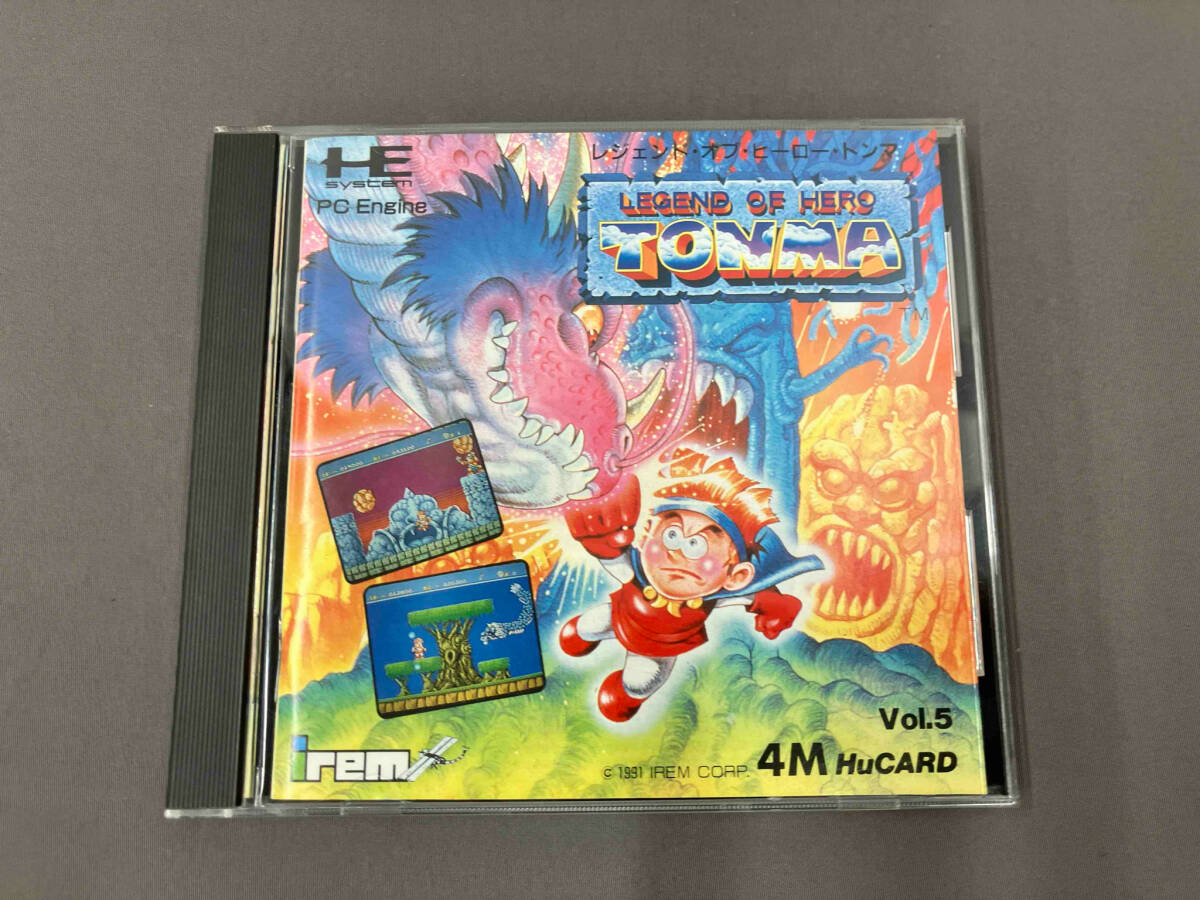 HE
system
PC Engine
レジェンド・オブ・ヒーロー・トンマ
LEGEND OF HERO
TONMA
TM
Vol.5
irem
© 1991 IREM CORP.
4M HuCARD